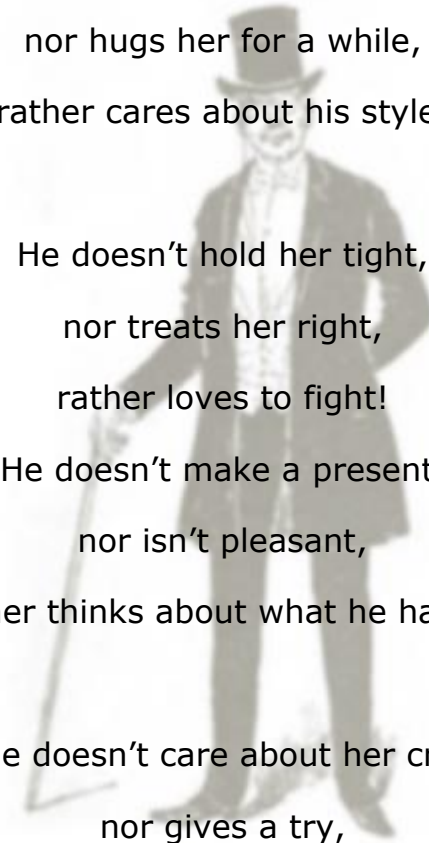 nor hugs her for a while,
rather cares about his style
He doesn’t hold her tight,
nor treats her right,
rather loves to fight!
He doesn’t make a present
nor isn’t pleasant,
thinks about what he
doesn’t care about her
nor gives a try,